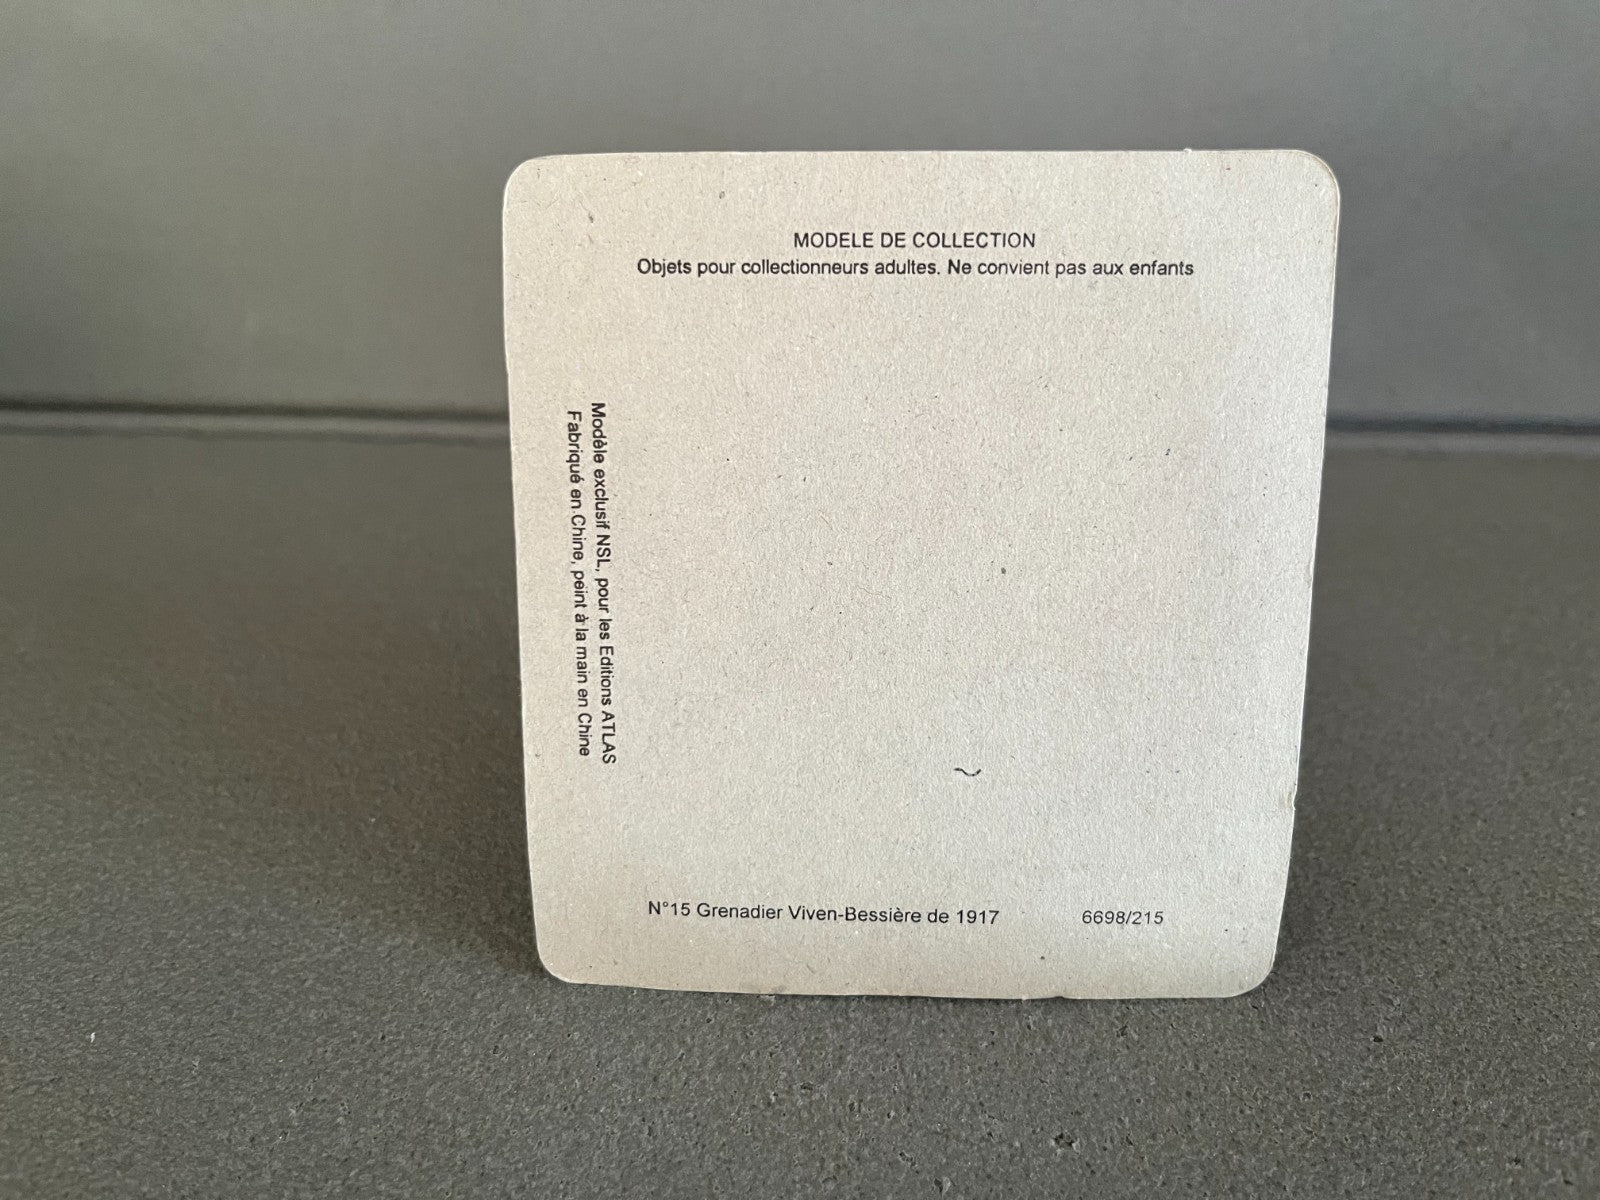 MODELE DE COLLECTION
Objets pour collectionneurs adultes. Ne convient pas aux enfants
Modèle exclusif NSL, pour les Editions ATLAS
Fabriqué en Chine, peint à la main en Chine
N°15 Grenadier Viven-Bessière de 1917 6698/215